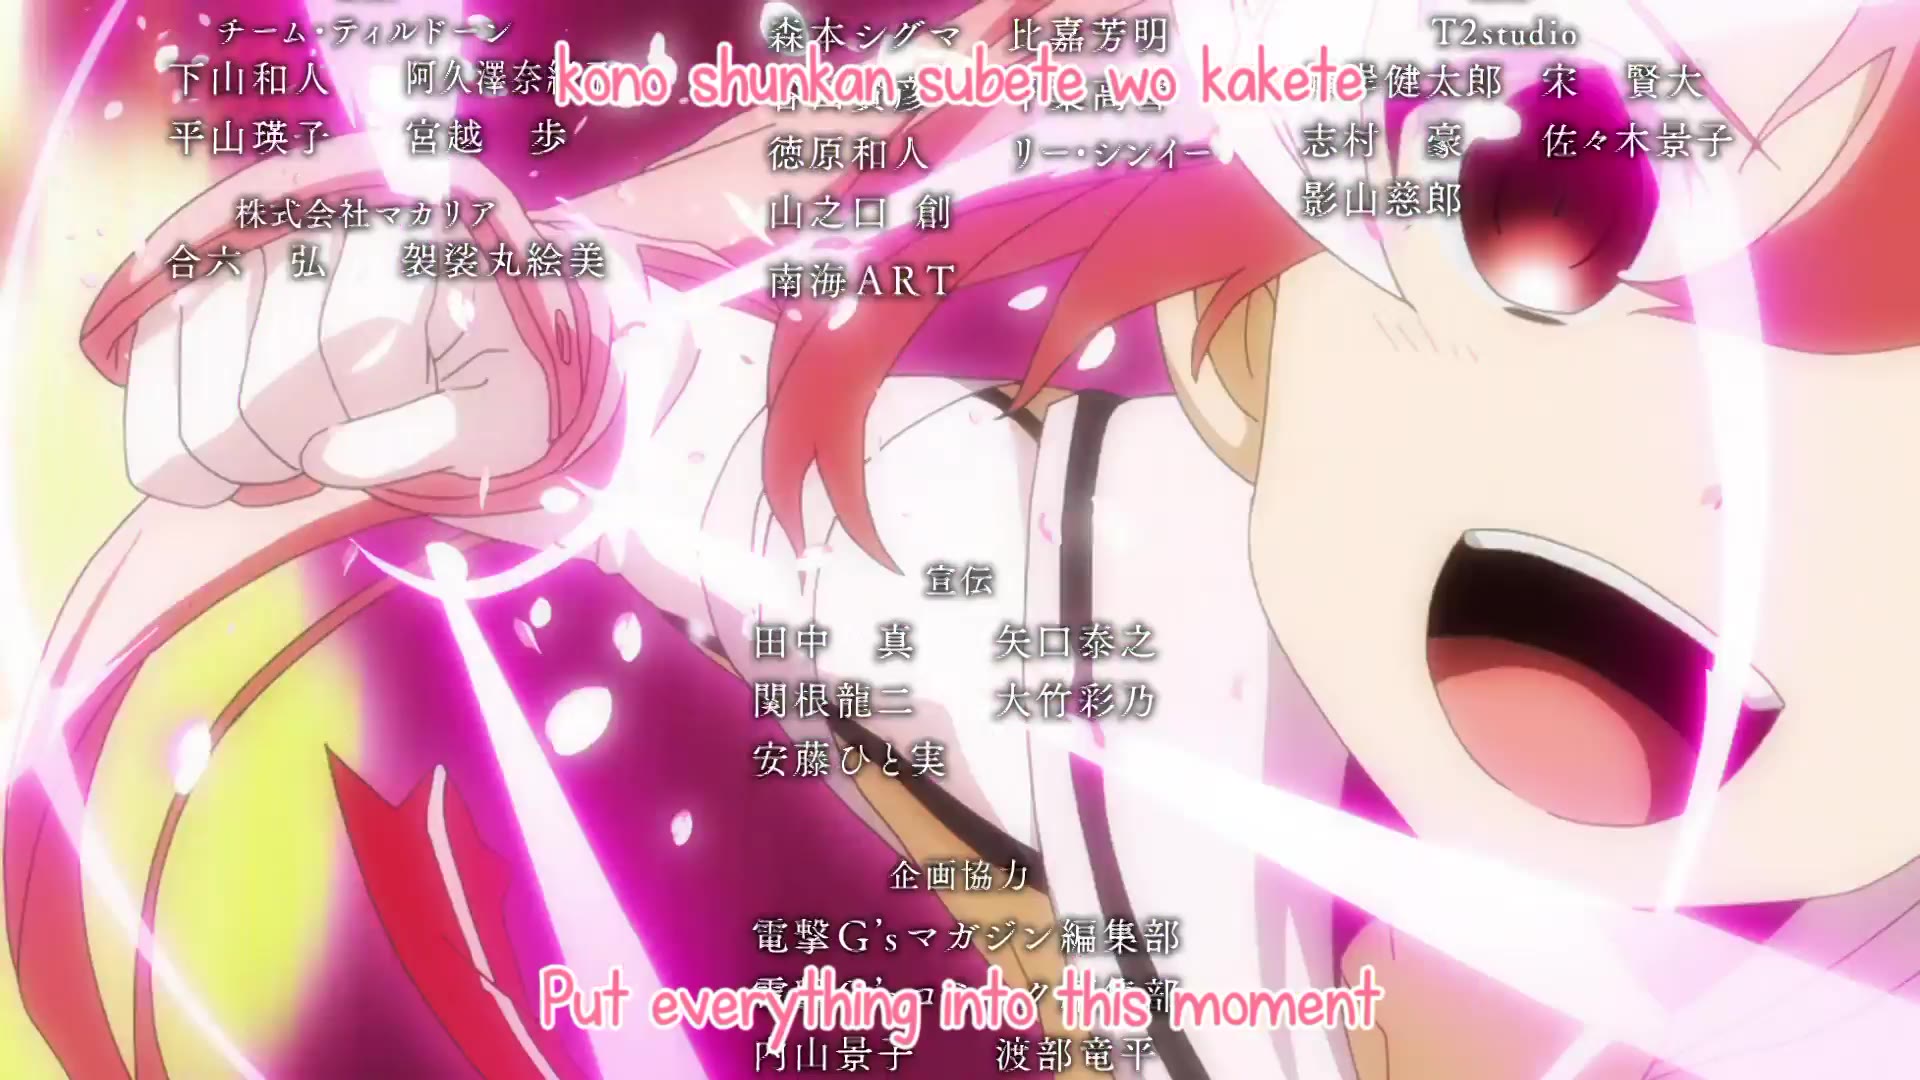 チーム・ティルドーン
下山和人 阿久澤奈
平山瑛子 宮越 歩
株式会社マカリア
合六 弘 袈裟丸絵美
森本シグマ 比嘉芳明
kono shunkan subete wo kakete
徳原和人 リー・シンイー
山之口 創
南海ART
T2studio
岸健太郎 宋 賢大
志村 豪 佐々木景子
影山慈郎
宣伝
田中 真 矢口泰之
関根龍二 大竹彩乃
安藤ひと実
企画協力
電撃G'sマガジン編集部
Put everything into this moment
内山景子 渡部竜平